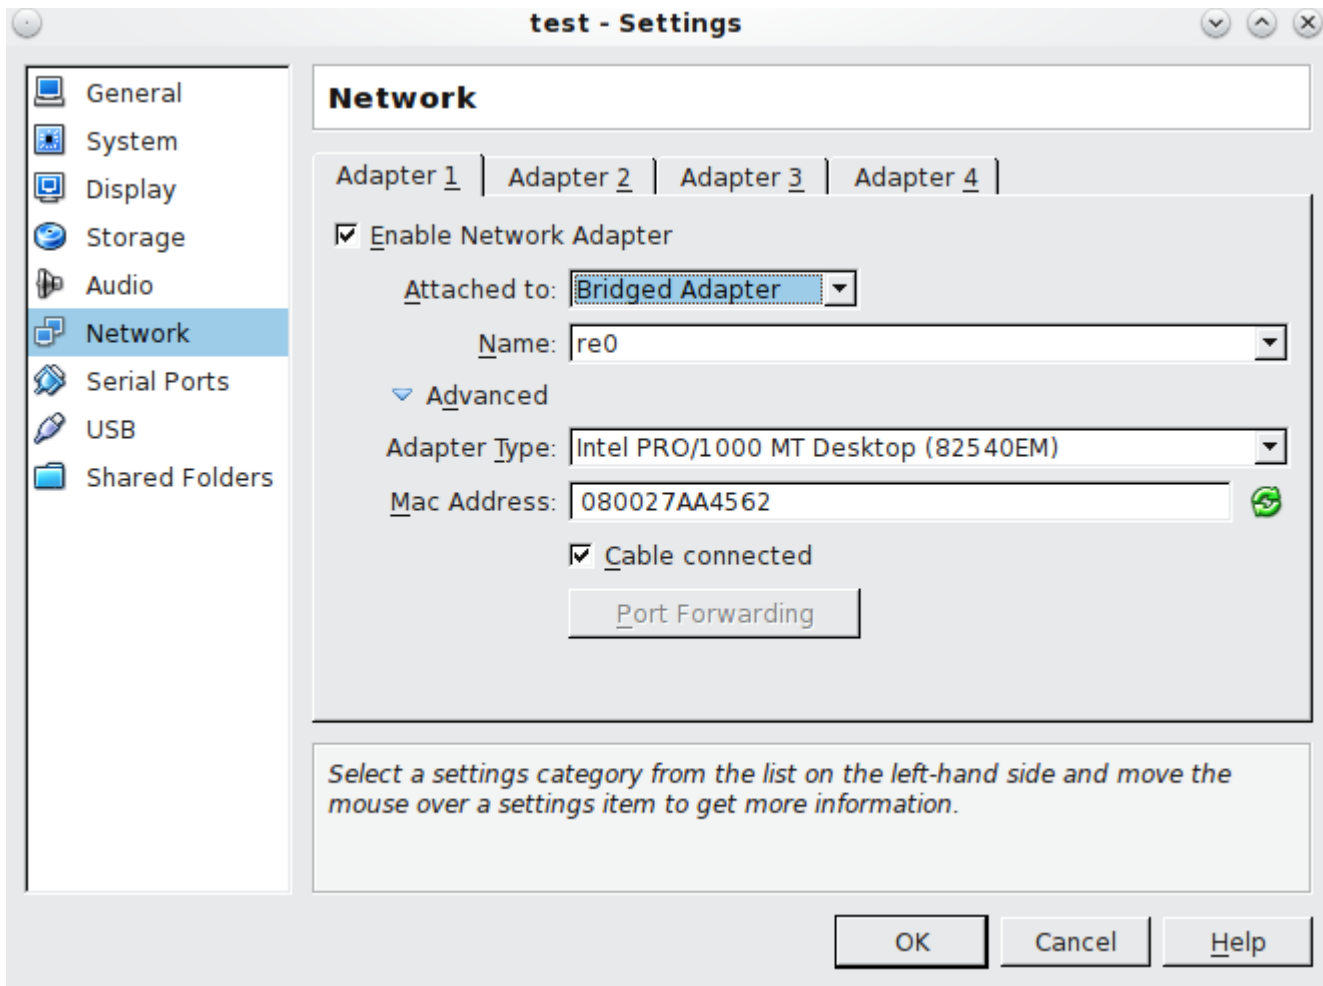 test - Settings
General
System
Display
Storage
Audio
Network
Serial Ports
USB
Shared Folders
Network
Adapter 1 Adapter 2 Adapter 3 Adapter 4
Enable Network Adapter
Attached to: Bridged Adapter
Name: re0
Advanced
Adapter Type: Intel PRO/1000 MT Desktop (82540EM)
Mac Address: 080027AA4562
Cable connected
Port Forwarding
Select a settings category from the list on the left-hand side and move the
mouse over a settings item to get more information.
OK Cancel Help